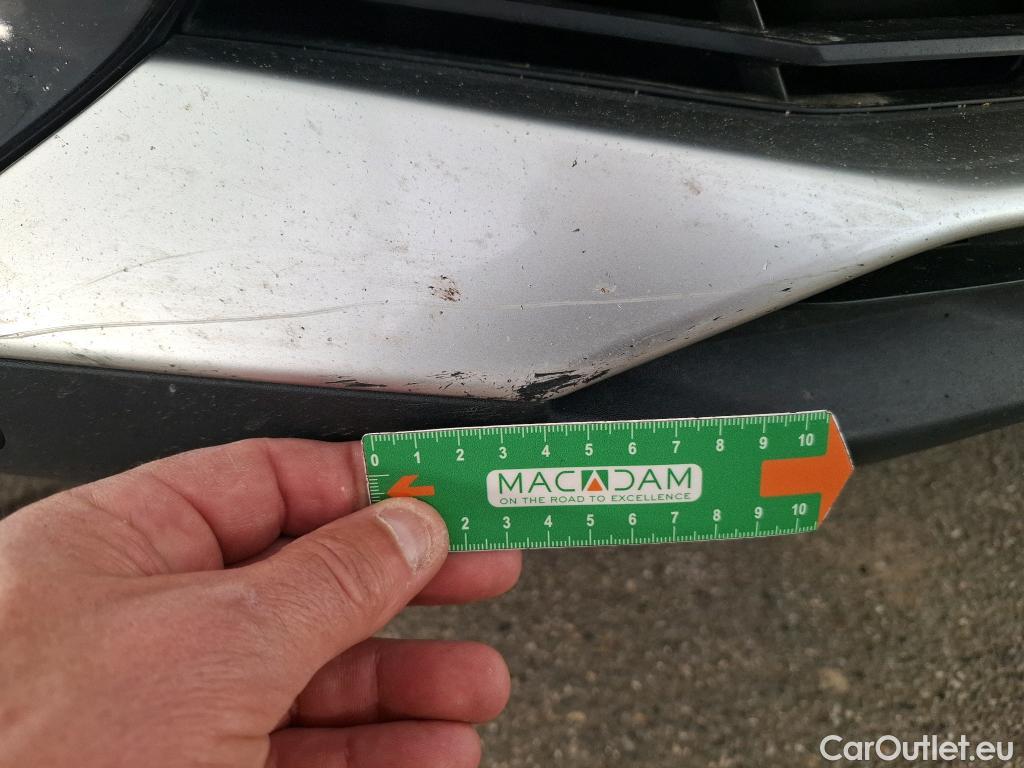 0 1 2 3 4 5 6 7 8 9 10
MACADAM
ON THE ROAD TO EXCELLENCE
2 3 4 5 6 7 8 9 10
CarOutlet.eu